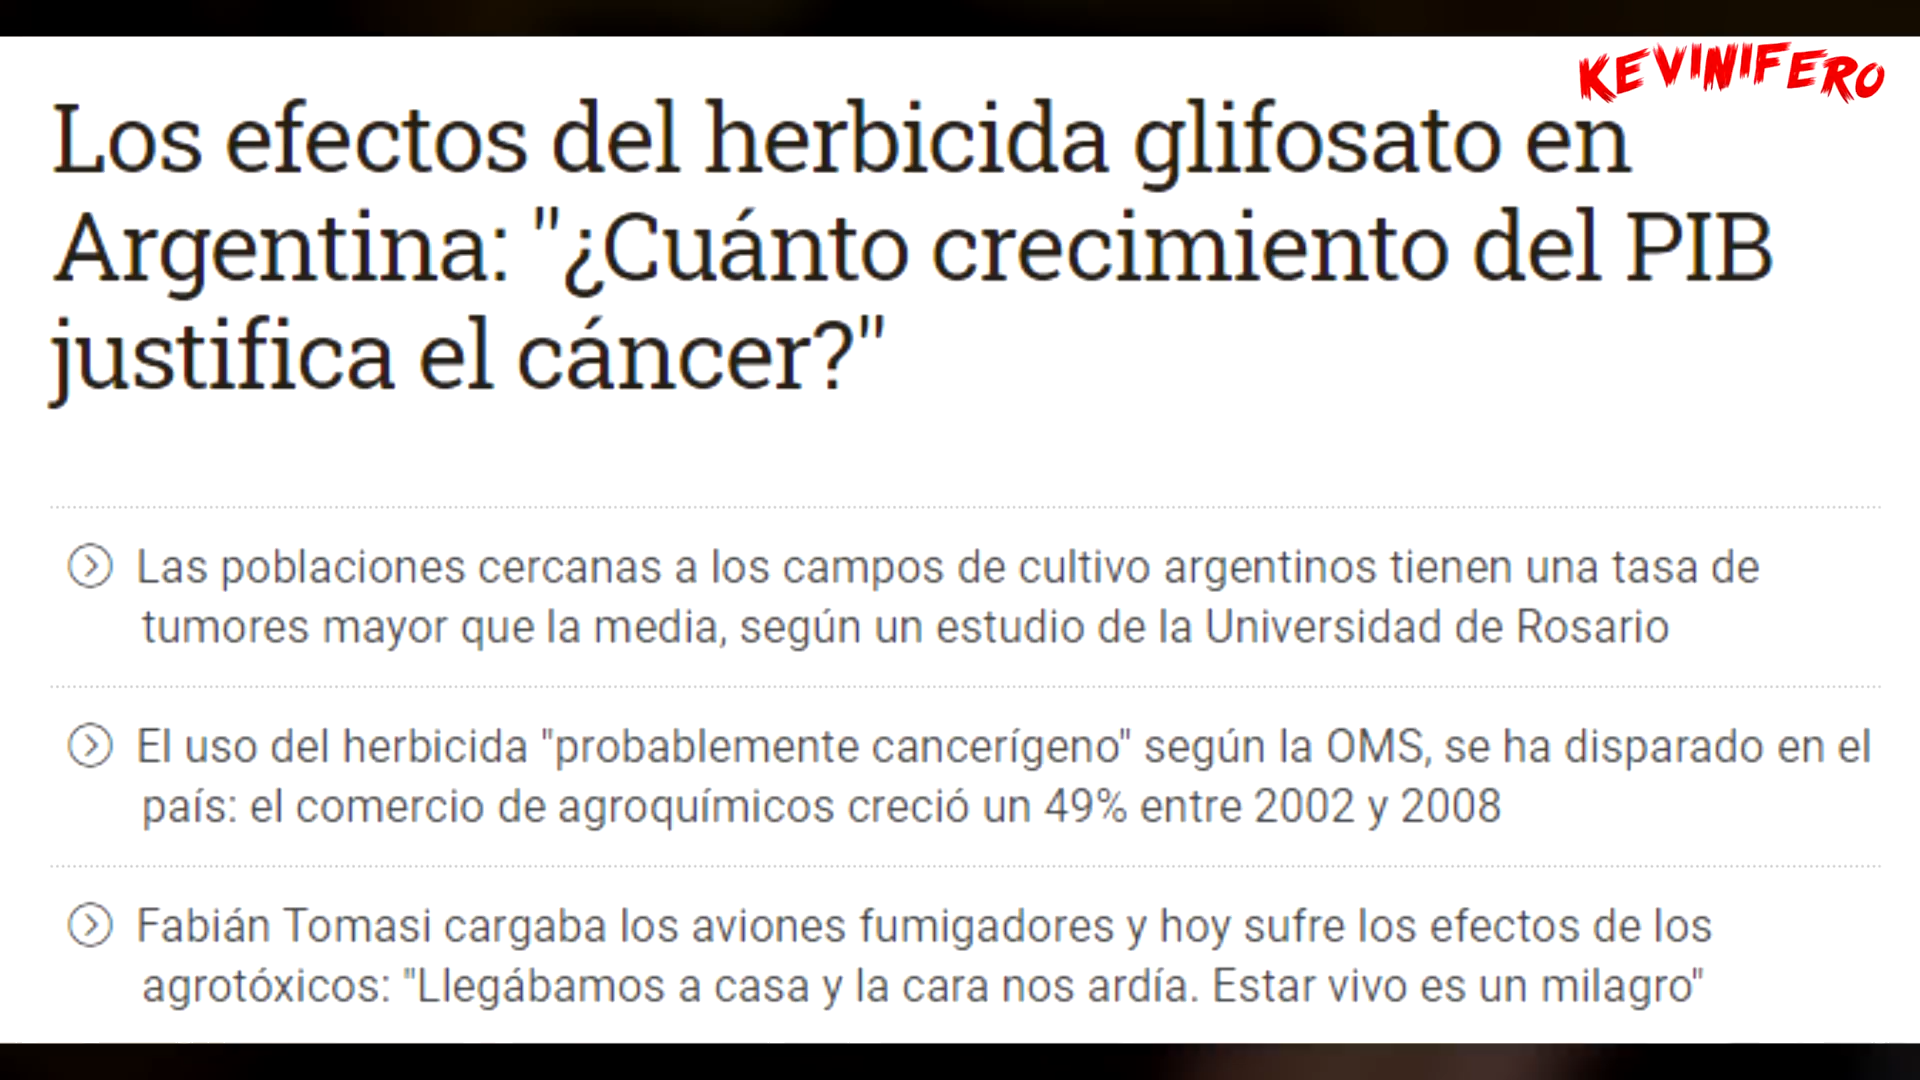 KEVINIFERO
Los efectos del herbicida glifosato en
Argentina: "¿Cuánto crecimiento del PIB
justifica el cáncer?"
Las poblaciones cercanas a los campos de cultivo argentinos tienen una tasa de
tumores mayor que la media, según un estudio de la Universidad de Rosario
El uso del herbicida "probablemente cancerígeno" según la OMS, se ha disparado en el
país: el comercio de agroquímicos creció un 49% entre 2002 y 2008
Fabián Tomasi cargaba los aviones fumigadores y hoy sufre los efectos de los
agrotóxicos: "Llegábamos a casa y la cara nos ardía. Estar vivo es un milagro"